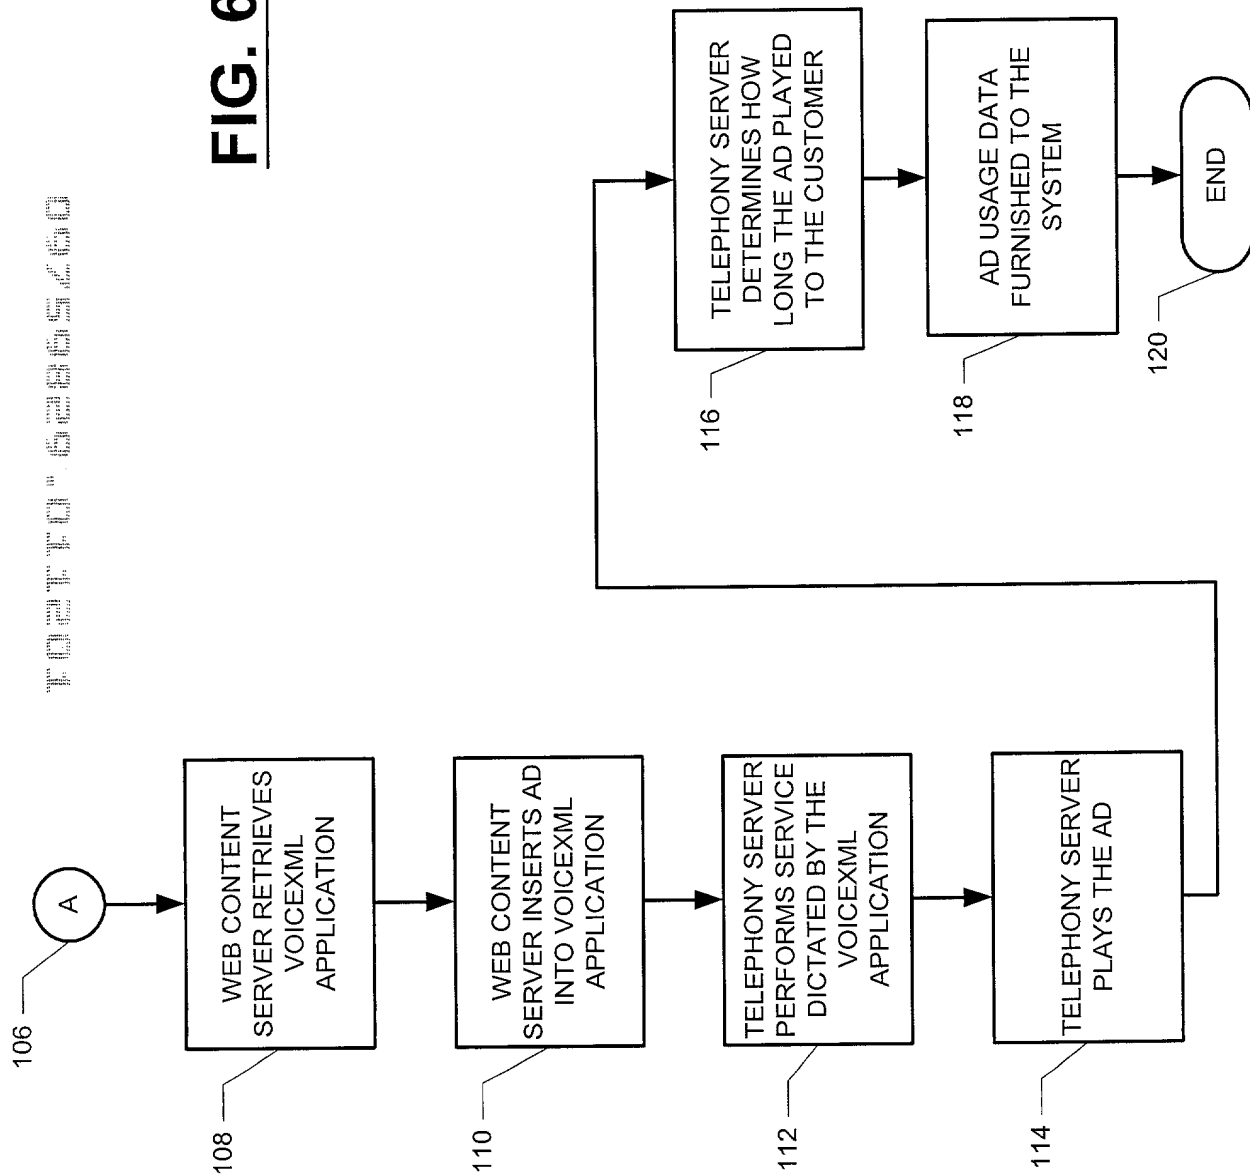 FIG. 6
106
A
108
WEB CONTENT
SERVER RETRIEVES
VOICEXML
APPLICATION
110
WEB CONTENT
SERVER INSERTS AD
INTO VOICEXML
APPLICATION
112
TELEPHONY SERVER
PERFORMS SERVICE
DICTATED BY THE
VOICEXML
APPLICATION
114
TELEPHONY SERVER
PLAYS THE AD
116
TELEPHONY SERVER
DETERMINES HOW
LONG THE AD PLAYED
TO THE CUSTOMER
118
AD USAGE DATA
FURNISHED TO THE
SYSTEM
120
END